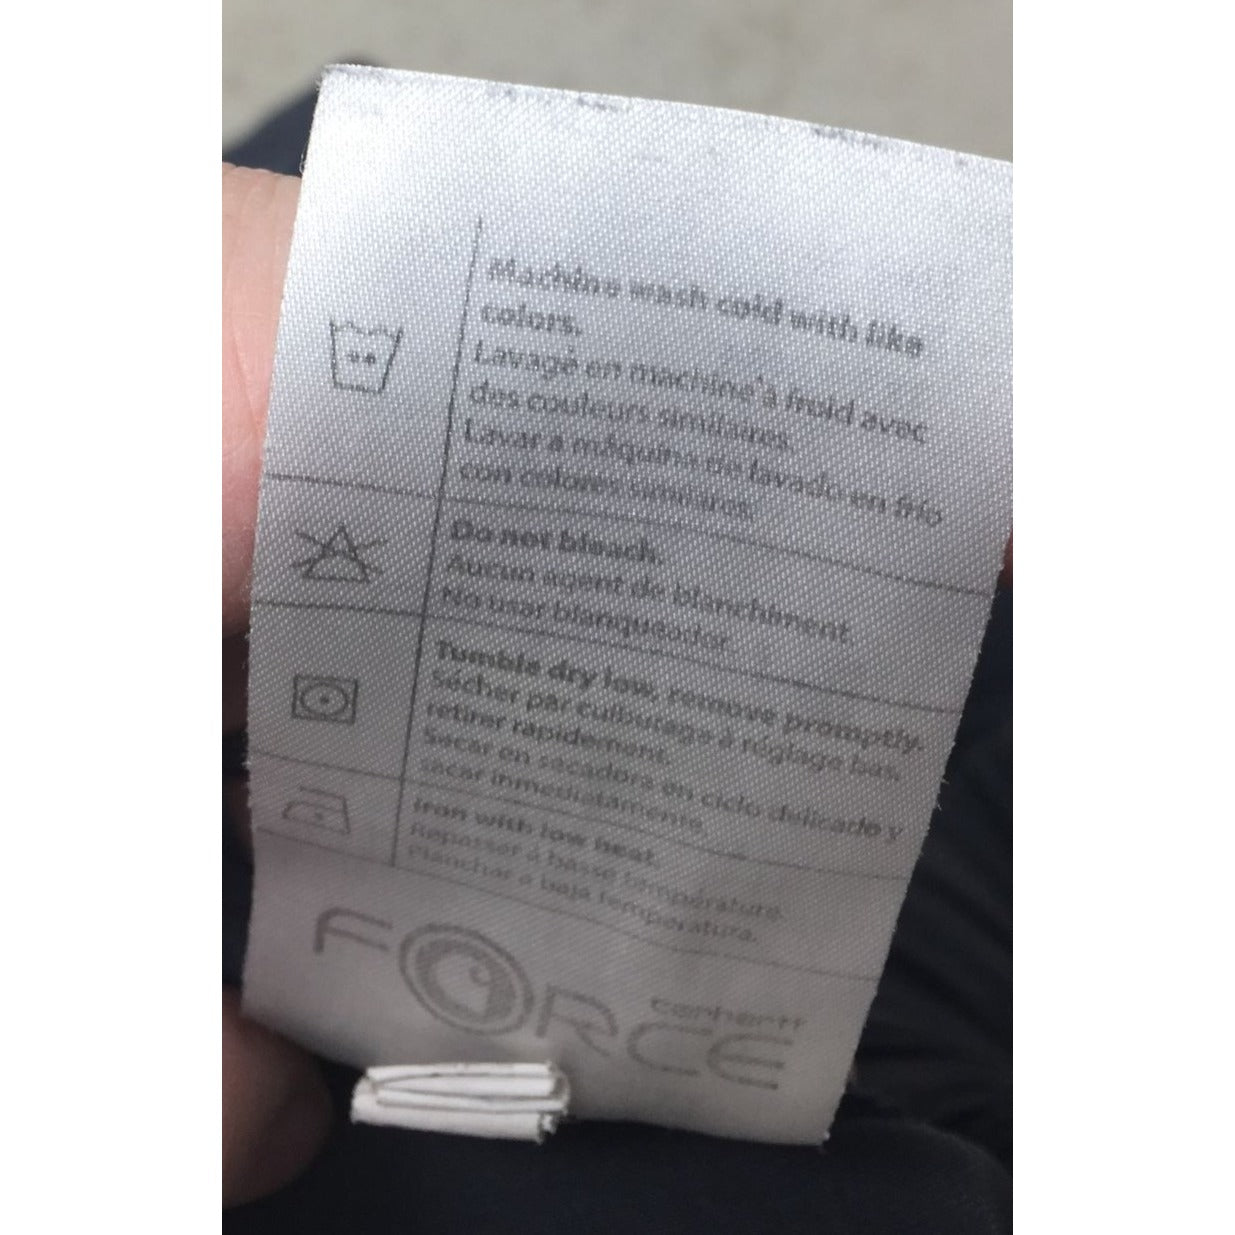 Machine wash cold with like
colors.
Lavage en machine à froid avec
des couleurs similaires.
Lavar a máquina de lavado en frío
con colores similares.
Do not bleach.
Aucun agent de blanchiment.
No usar blanqueador.
Tumble dry low, remove promptly.
Sécher par culbutage à réglage bas,
retirer rapidement.
Secar en secadora en ciclo delicado y
sacar inmediatamente.
Iron with low heat.
Repasser à basse température.
Planchar a baja temperatura.
FORCE
carhartt